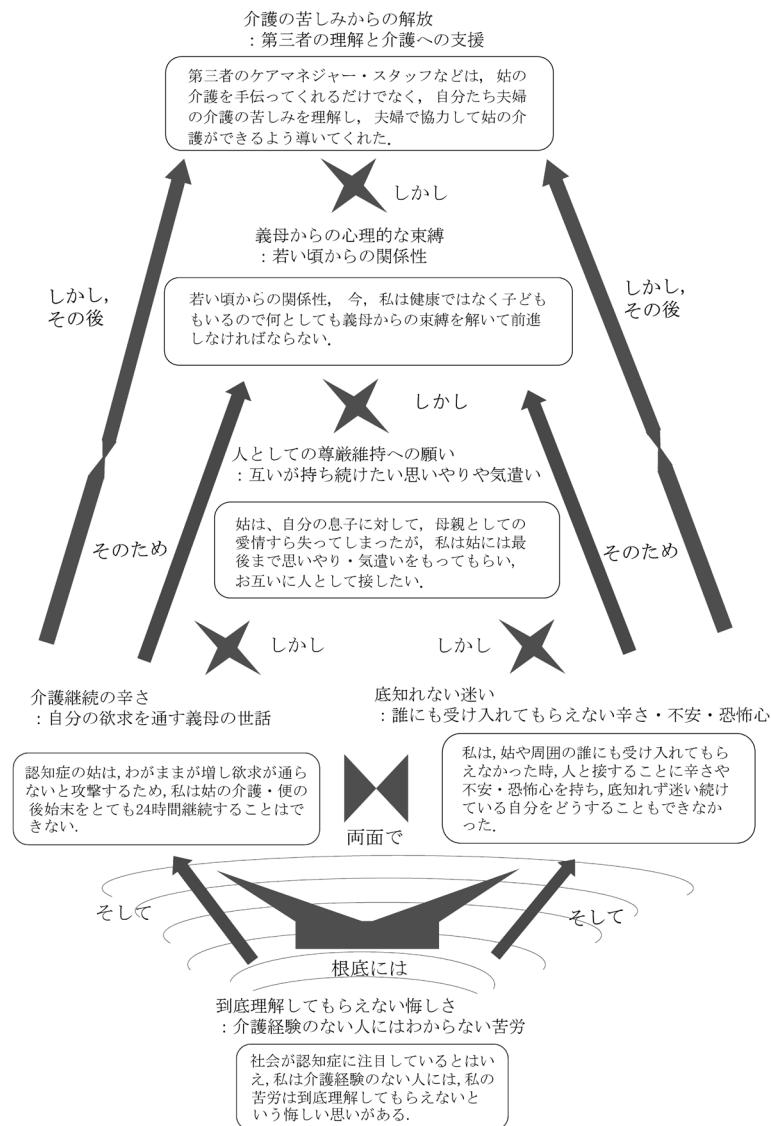 介護の苦しみからの解放
：第三者の理解と介護への支援
第三者のケアマネジャー・スタッフなどは，姑の
介護を手伝ってくれるだけでなく，自分たち夫婦
の介護の苦しみを理解し，夫婦で協力して姑の介
護ができるよう導いてくれた．
しかし
義母からの心理的な束縛
：若い頃からの関係性
しかし，
その後
しかし，
その後
若い頃からの関係性，今，私は健康ではなく子ども
もいるので何としても義母からの束縛を解いて前進
しなければならない．
しかし
人としての尊厳維持への願い
：互いが持ち続けたい思いやりや気遣い
姑は、自分の息子に対して，母親としての
愛情すら失ってしまったが，私は姑には最
後まで思いやり・気遣いをもってもらい，
お互いに人として接したい．
そのため
そのため
しかし
しかし
介護継続の辛さ
：自分の欲求を通す義母の世話
底知れない迷い
：誰にも受け入れてもらえない辛さ・不安・恐怖心
認知症の姑は，わがままが増し欲求が通ら
ないと攻撃するため，私は姑の介護・便の
後始末をとても24時間継続することはで
きない．
私は，姑や周囲の誰にも受け入れてもら
えなかった時，人と接することに辛さや
不安・恐怖心を持ち，底知れず迷い続け
ている自分をどうすることもできなか
った．
両面で
そして
そして
根底には
到底理解してもらえない悔しさ
：介護経験のない人にはわからない苦労
社会が認知症に注目しているとはい
え，私は介護経験のない人には，私の
苦労は到底理解してもらえないと
いう悔しい思いがある．